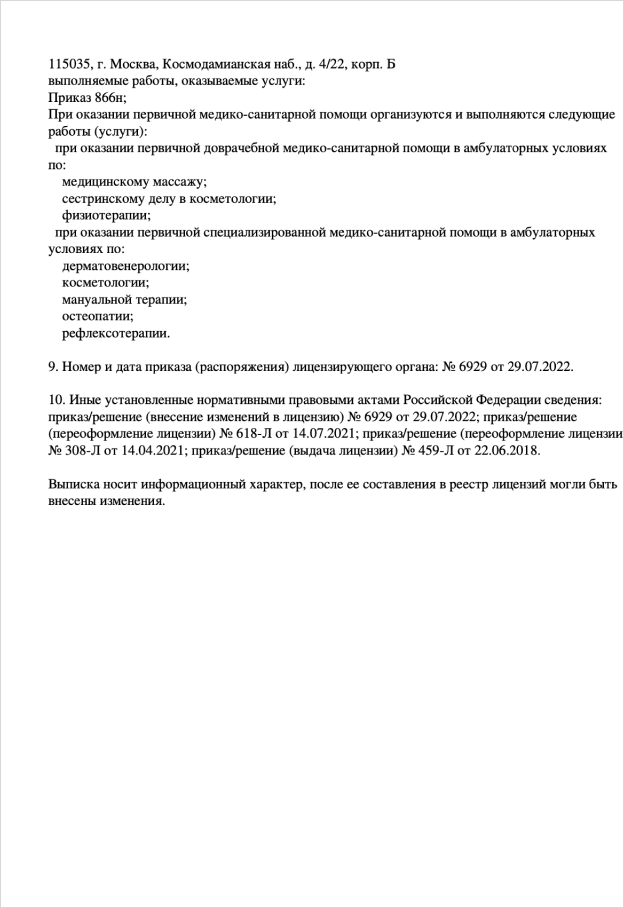 115035, г. Москва, Космодамианская наб., д. 4/22, корп. Б
выполняемые работы, оказываемые услуги:
Приказ 866н;
При оказании первичной медико-санитарной помощи организуются и выполняются следующие
работы (услуги):
при оказании первичной доврачебной медико-санитарной помощи в амбулаторных условиях
по:
медицинскому массажу;
сестринскому делу в косметологии;
физиотерапии;
при оказании первичной специализированной медико-санитарной помощи в амбулаторных
условиях по:
дерматовенерологии;
косметологии;
мануальной терапии;
остеопатии;
рефлексотерапии.
9. Номер и дата приказа (распоряжения) лицензирующего органа: № 6929 от 29.07.2022.
10. Иные установленные нормативными правовыми актами Российской Федерации сведения:
приказ/решение (внесение изменений в лицензию) № 6929 от 29.07.2022; приказ/решение
(переоформление лицензии) № 618-Л от 14.07.2021; приказ/решение (переоформление лицензии
№ 308-Л от 14.04.2021; приказ/решение (выдача лицензии) № 459-Л от 22.06.2018.
Выписка носит информационный характер, после ее составления в реестр лицензий могли быть
внесены изменения.